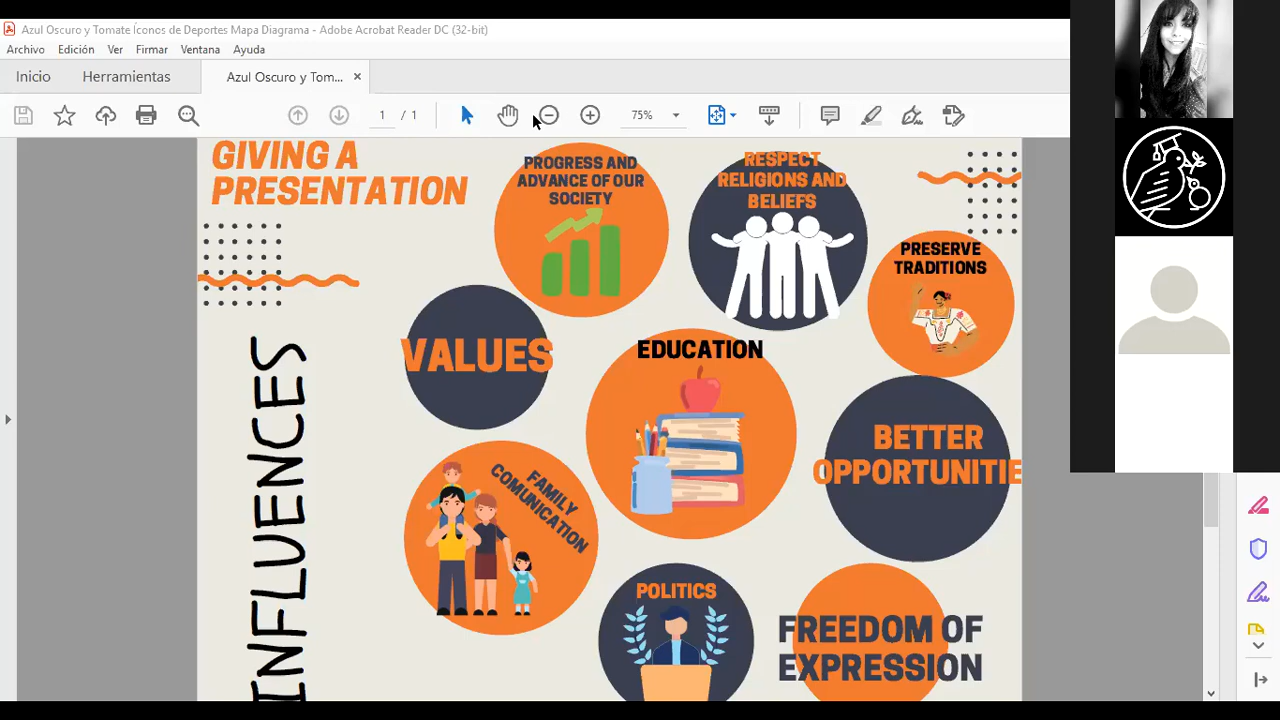 Azul Oscuro y Tomate Íconos de Deportes Mapa Diagrama - Adobe Acrobat Reader DC (32-bit)
Archivo Edición Ver Firmar Ventana Ayuda
Inicio Herramientas Azul Oscuro y Tom... ×
1 / 1 75%
GIVING A
PRESENTATION
PROGRESS AND
ADVANCE OF OUR
SOCIETY
RESPECT
RELIGIONS AND
BELIEFS
PRESERVE
TRADITIONS
VALUES
EDUCATION
BETTER
OPPORTUNITIE
FAMILY
COMUNICATION
INFLUENCES
POLITICS
FREEDOM OF
EXPRESSION